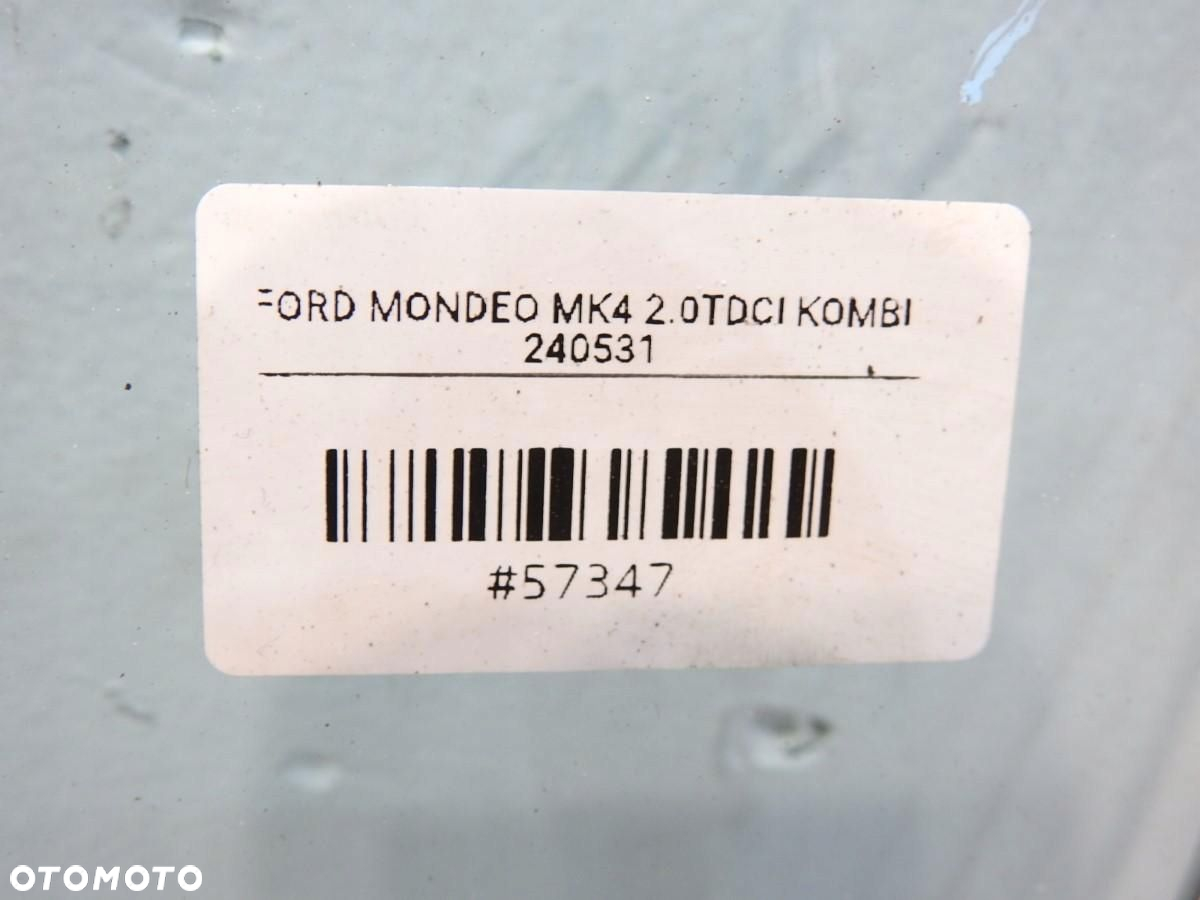 FORD MONDEO MK4 2.0TDCI KOMBI
240531
#57347
OTOMOTO